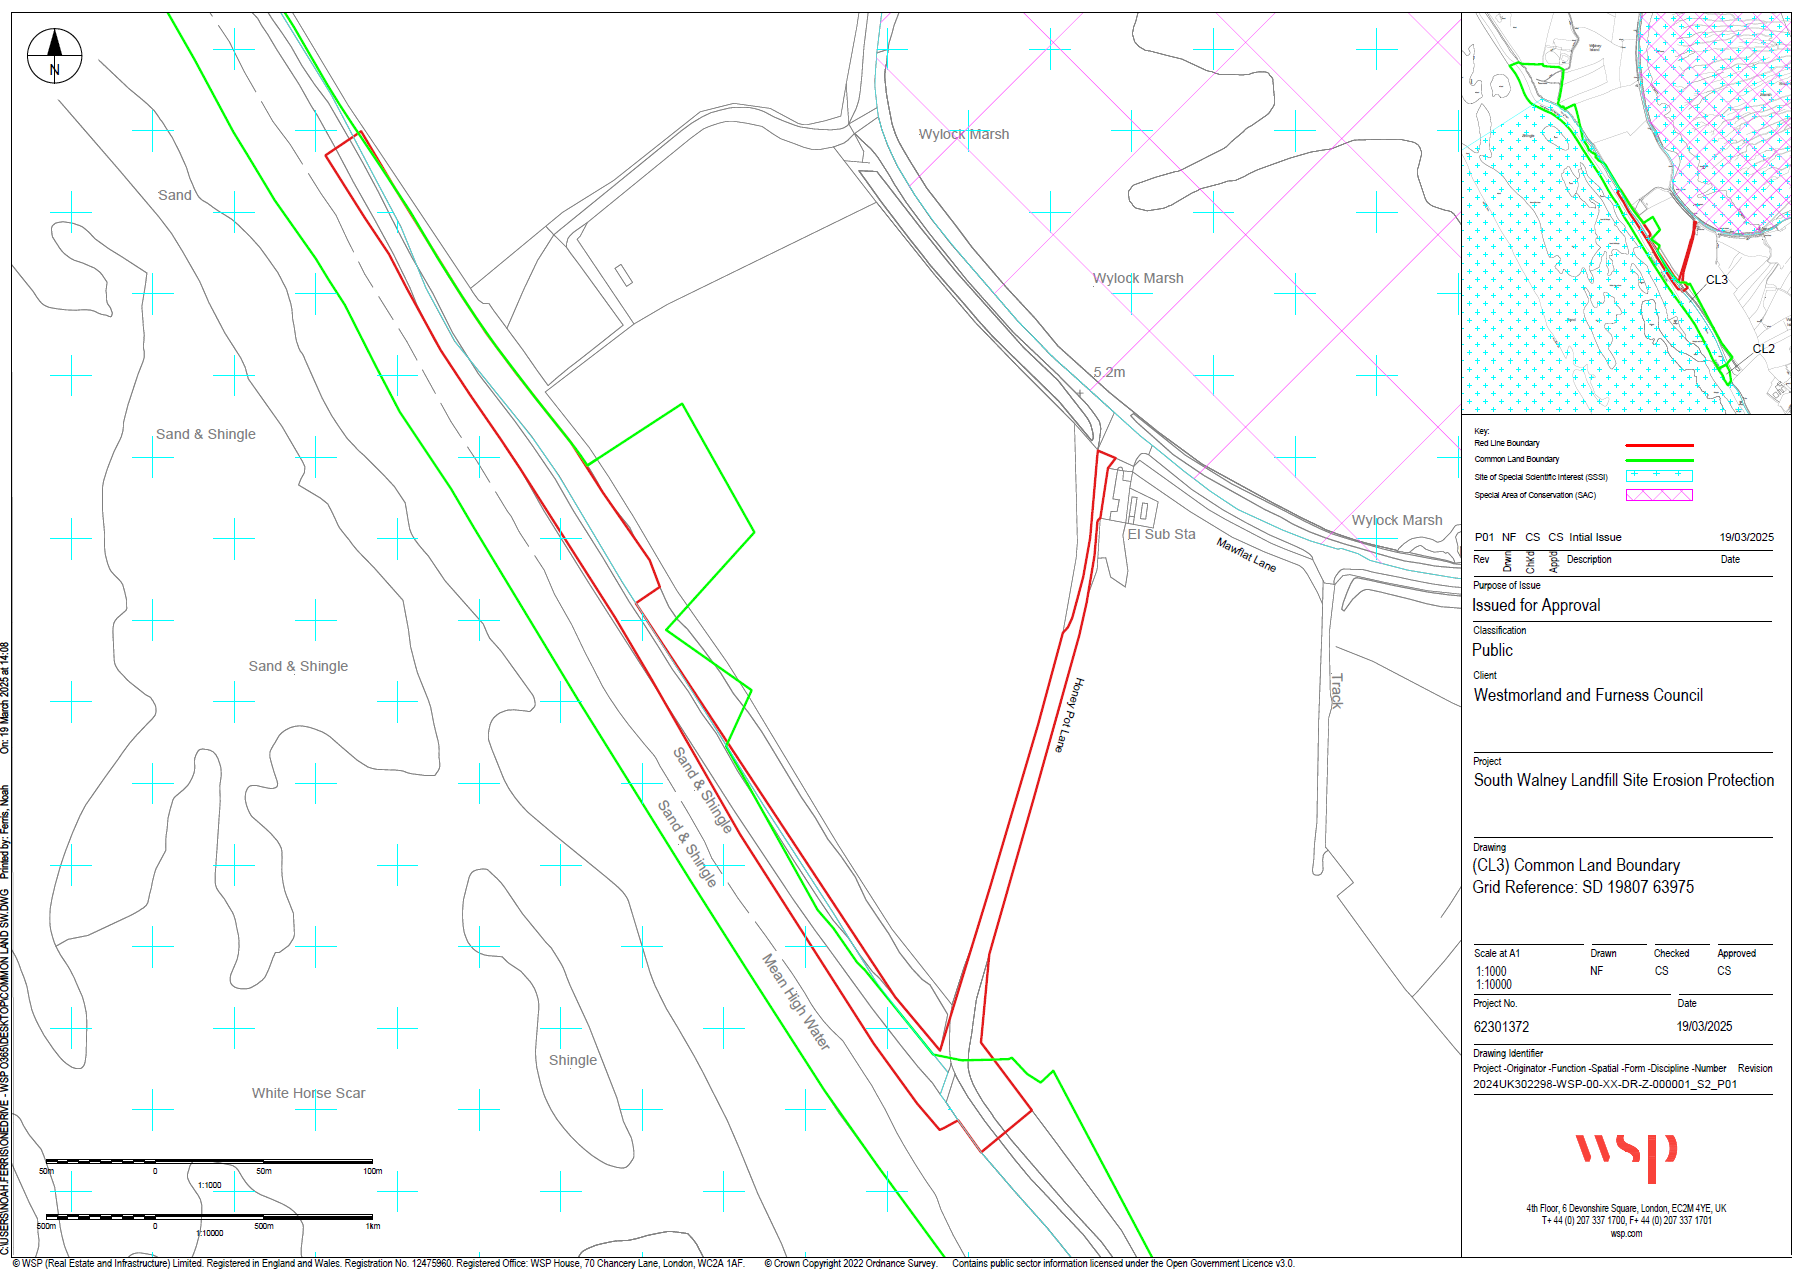 N
Sand
Sand & Shingle
Sand & Shingle
Sand & Shingle
Sand & Shingle
Mean High Water
Shingle
White Horse Scar
Wylock Marsh
Wylock Marsh
5.2m
Wylock Marsh
El Sub Sta
Mawflat Lane
Honey Pot Lane
Track
50m 0 50m 100m
1:1000
500m 0 500m 1km
1:10000
C:\USERS\NOAH.FERRIS\ONEDRIVE - WSP O365\DESKTOP\COMMON LAND SW.DWG Printed by: Ferris, Noah On: 19 March 2025 at 14:08
© WSP (Real Estate and Infrastructure) Limited. Registered in England and Wales. Registration No. 12475960. Registered Office: WSP House, 70 Chancery Lane, London, WC2A 1AF. © Crown Copyright 2022 Ordnance Survey. Contains public sector information licensed under the Open Government Licence v3.0.
CL3
CL2
Key:
Red Line Boundary
Common Land Boundary
Site of Special Scientific Interest (SSSI)
Special Area of Conservation (SAC)
P01 NF CS CS Intial Issue 19/03/2025
Rev Drwn Chk'd App'd Description Date
Purpose of Issue
Issued for Approval
Classification
Public
Client
Westmorland and Furness Council
Project
South Walney Landfill Site Erosion Protection
Drawing
(CL3) Common Land Boundary
Grid Reference: SD 19807 63975
Scale at A1 Drawn Checked Approved
1:1000 NF CS CS
1:10000
Project No. Date
62301372 19/03/2025
Drawing Identifier
Project -Originator -Function -Spatial -Form -Discipline -Number Revision
2024UK302298-WSP-00-XX-DR-Z-000001_S2_P01
wsp
4th Floor, 6 Devonshire Square, London, EC2M 4YE, UK
T+ 44 (0) 207 337 1700, F+ 44 (0) 207 337 1701
wsp.com